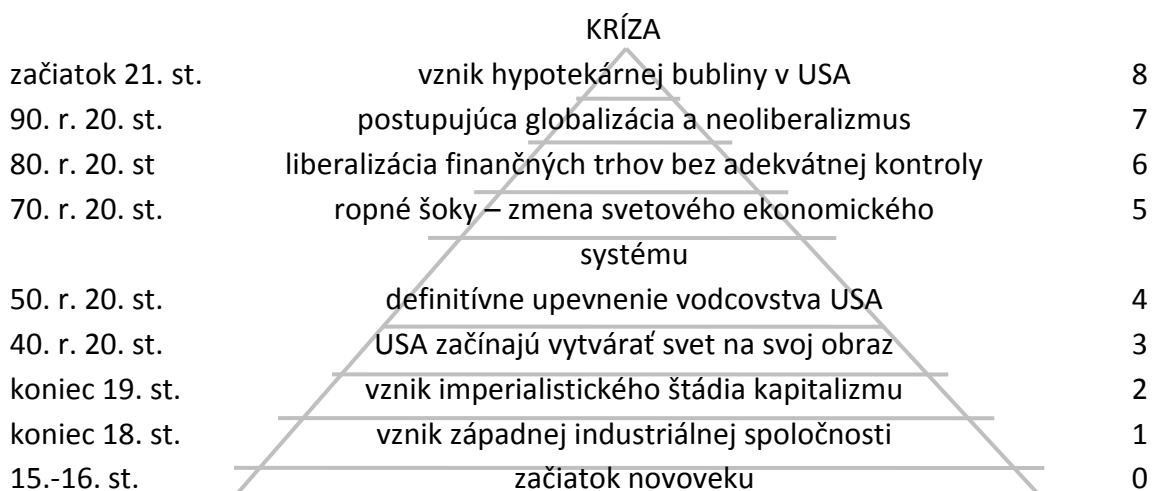 KRÍZA
začiatok 21. st. vznik hypotekárnej bubliny v USA 8
90. r. 20. st. postupujúca globalizácia a neoliberalizmus 7
80. r. 20. st liberalizácia finančných trhov bez adekvátnej kontroly 6
70. r. 20. st. ropné šoky – zmena svetového ekonomického 5
systému
50. r. 20. st. definitívne upevnenie vodcovstva USA 4
40. r. 20. st. USA začínajú vytvárať svet na svoj obraz 3
koniec 19. st. vznik imperialistického štádia kapitalizmu 2
koniec 18. st. vznik západnej industriálnej spoločnosti 1
15.-16. st. začiatok novoveku 0